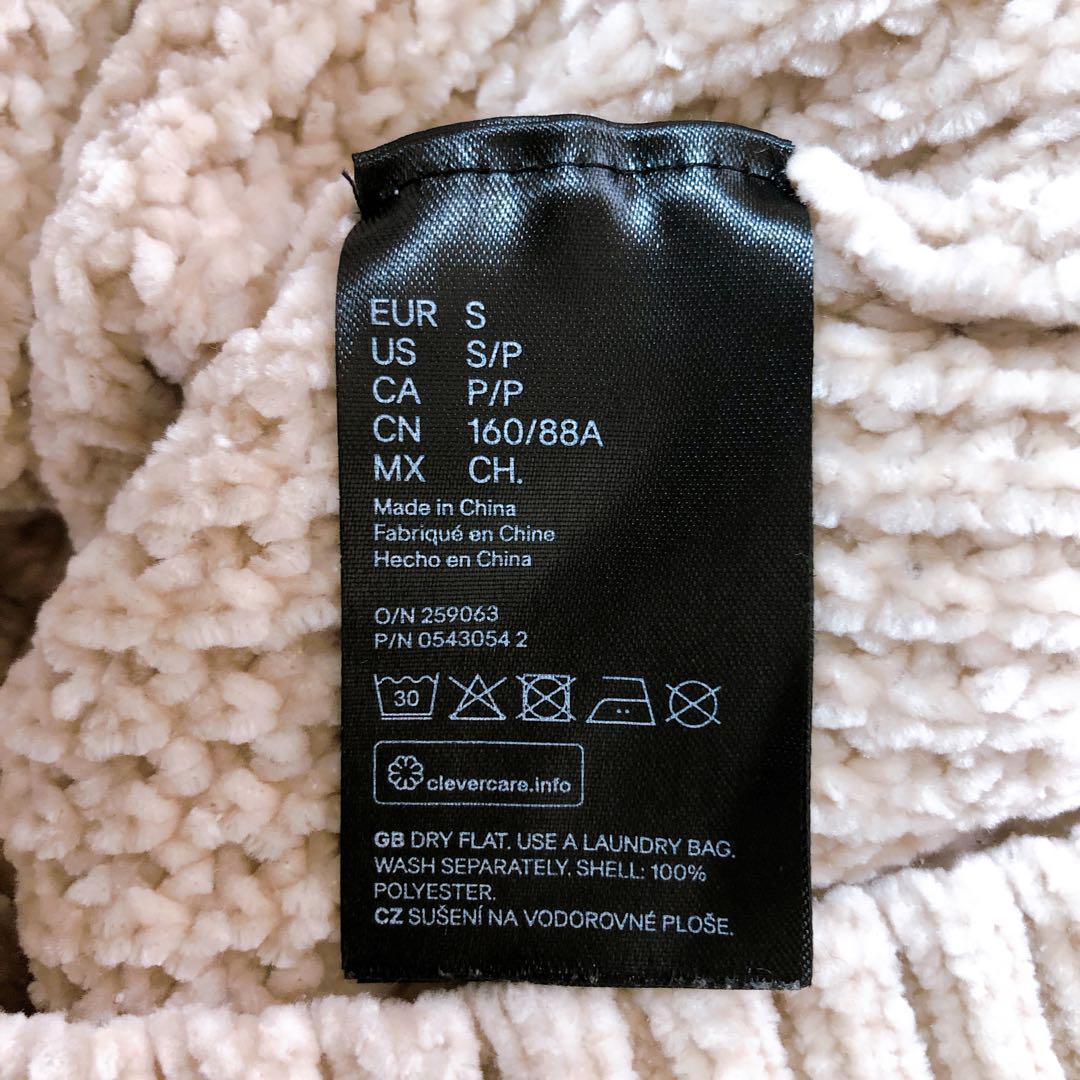 EUR S
US S/P
CA P/P
CN 160/88A
MX CH.
Made in China
Fabriqué en Chine
Hecho en China
O/N 259063
P/N 0543054 2
30
clevercare.info
GB DRY FLAT. USE A LAUNDRY BAG.
WASH SEPARATELY. SHELL: 100%
POLYESTER.
CZ SUŠENÍ NA VODOROVNÉ PLOŠE.